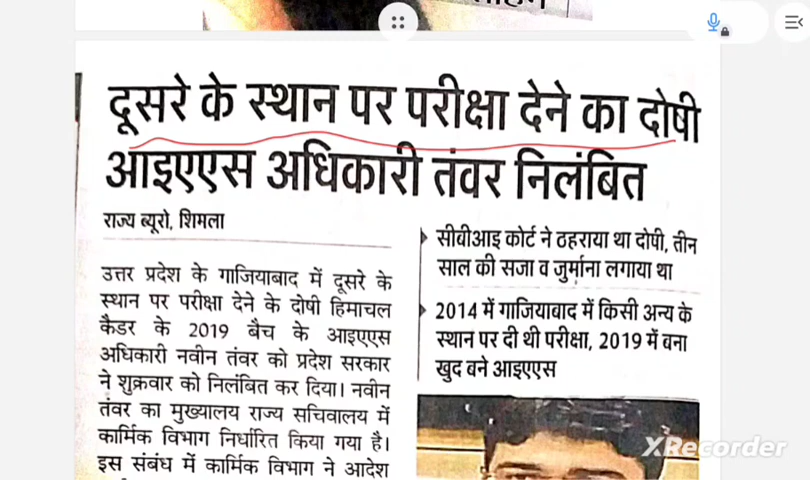 दूसरे के स्थान पर परीक्षा देने का दोषी
आइएएस अधिकारी तंवर निलंबित
राज्य ब्यूरो, शिमला
उत्तर प्रदेश के गाजियाबाद में दूसरे के
स्थान पर परीक्षा देने के दोषी हिमाचल
कैडर के 2019 बैच के आइएएस
अधिकारी नवीन तंवर को प्रदेश सरकार
ने शुक्रवार को निलंबित कर दिया। नवीन
तंवर का मुख्यालय राज्य सचिवालय में
कार्मिक विभाग निर्धारित किया गया है।
इस संबंध में कार्मिक विभाग ने आदेश
सीबीआइ कोर्ट ने ठहराया था दोषी, तीन
साल की सजा व जुर्माना लगाया था
2014 में गाजियाबाद में किसी अन्य के
स्थान पर दी थी परीक्षा, 2019 में बना
खुद बने आइएएस
XRecorder